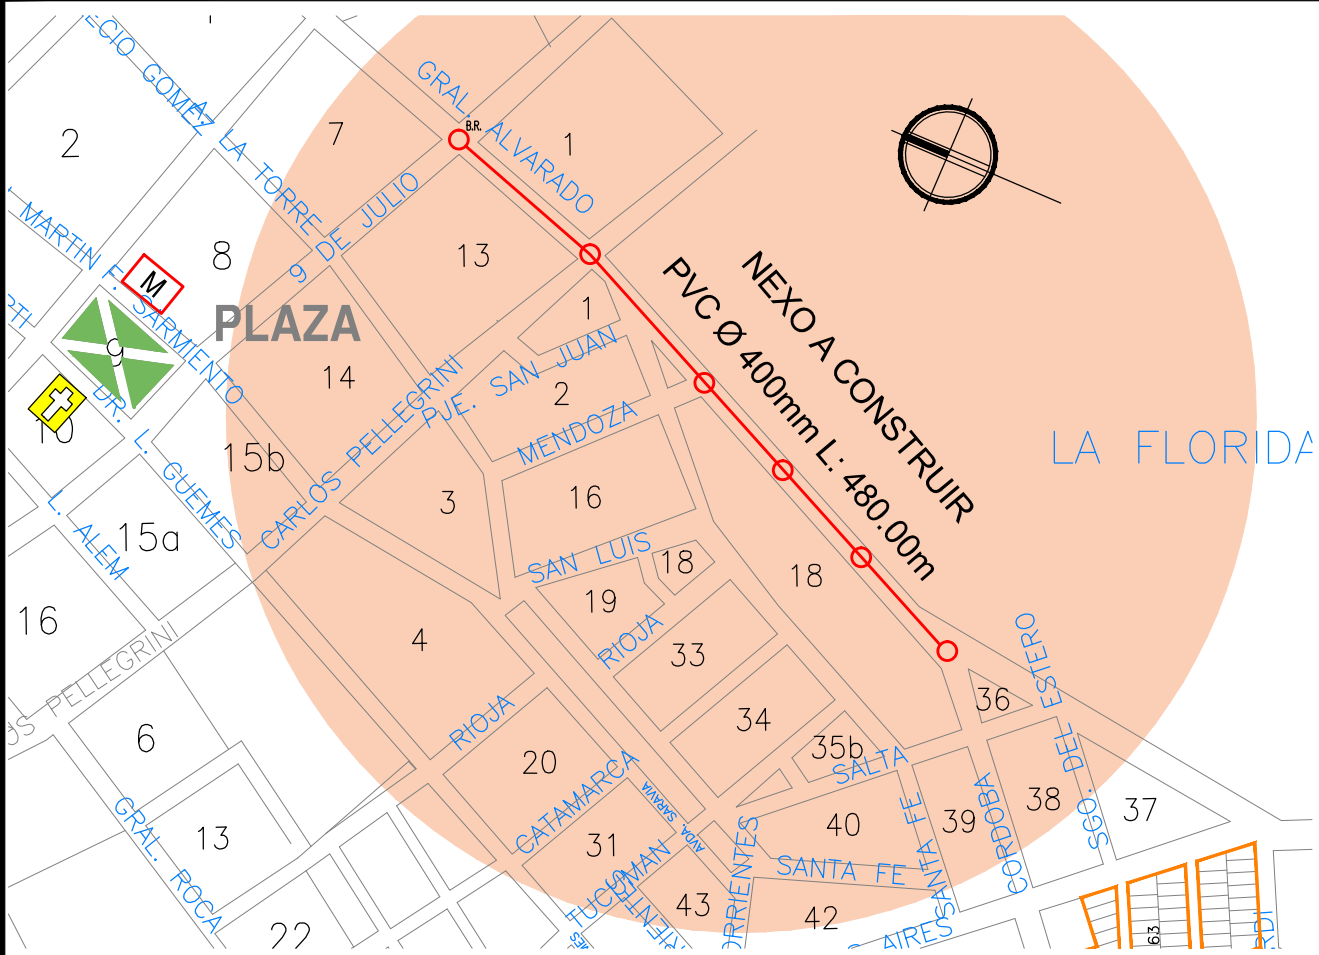 GOMEZ
A. LA TORRE
GRAL. ALVARADO
B.R.
7
1
2
9 DE JULIO
MARTIN F. SARMIENTO
8
13
M
PLAZA
9
14
1
PJE. SAN JUAN
2
NEXO A CONSTRUIR
PVC Ø 400mm L: 480.00m
LA FLORIDA
10
DR. L. GUEMES
15b
CARLOS PELLEGRINI
MENDOZA
3
16
L. ALEM
15a
SAN LUIS
18
18
19
RIOJA
16
4
33
PELLEGRINI
6
RIOJA
34
35b
SALTA
36
SGO. DEL ESTERO
20
CATAMARCA
AVDA. SARAVIA
40
SANTA FE
39
CORDOBA
38
37
GRAL. ROCA
13
31
TUCUMAN
SANTA FE
43
42
22
AIRES
63